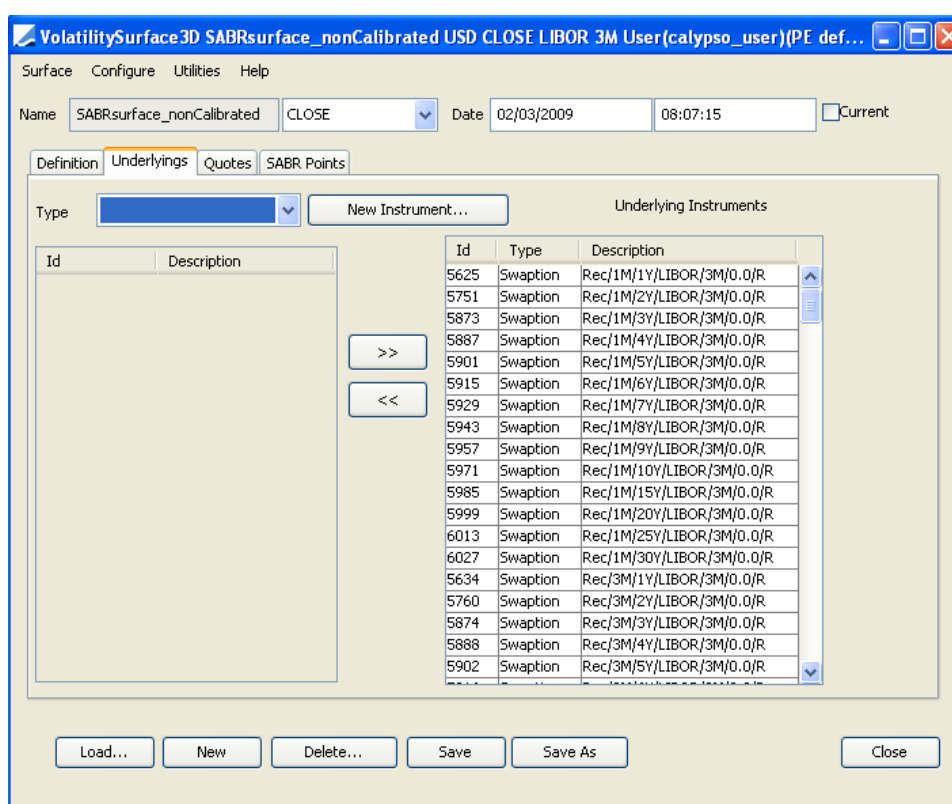 VolatilitySurface3D SABRsurface_nonCalibrated USD CLOSE LIBOR 3M User(calypso_user)(PE def...
Surface Configure Utilities Help
Name SABRsurface_nonCalibrated CLOSE Date 02/03/2009 08:07:15 Current
Definition Underlyings Quotes SABR Points
Type New Instrument... Underlying Instruments
Id Description
Id Type Description
5625 Swaption Rec/1M/1Y/LIBOR/3M/0.0/R
5751 Swaption Rec/1M/2Y/LIBOR/3M/0.0/R
5873 Swaption Rec/1M/3Y/LIBOR/3M/0.0/R
5887 Swaption Rec/1M/4Y/LIBOR/3M/0.0/R
5901 Swaption Rec/1M/5Y/LIBOR/3M/0.0/R
5915 Swaption Rec/1M/6Y/LIBOR/3M/0.0/R
5929 Swaption Rec/1M/7Y/LIBOR/3M/0.0/R
5943 Swaption Rec/1M/8Y/LIBOR/3M/0.0/R
5957 Swaption Rec/1M/9Y/LIBOR/3M/0.0/R
5971 Swaption Rec/1M/10Y/LIBOR/3M/0.0/R
5985 Swaption Rec/1M/15Y/LIBOR/3M/0.0/R
5999 Swaption Rec/1M/20Y/LIBOR/3M/0.0/R
6013 Swaption Rec/1M/25Y/LIBOR/3M/0.0/R
6027 Swaption Rec/1M/30Y/LIBOR/3M/0.0/R
5634 Swaption Rec/3M/1Y/LIBOR/3M/0.0/R
5760 Swaption Rec/3M/2Y/LIBOR/3M/0.0/R
5874 Swaption Rec/3M/3Y/LIBOR/3M/0.0/R
5888 Swaption Rec/3M/4Y/LIBOR/3M/0.0/R
5902 Swaption Rec/3M/5Y/LIBOR/3M/0.0/R
>>
<<
Load... New Delete... Save Save As Close